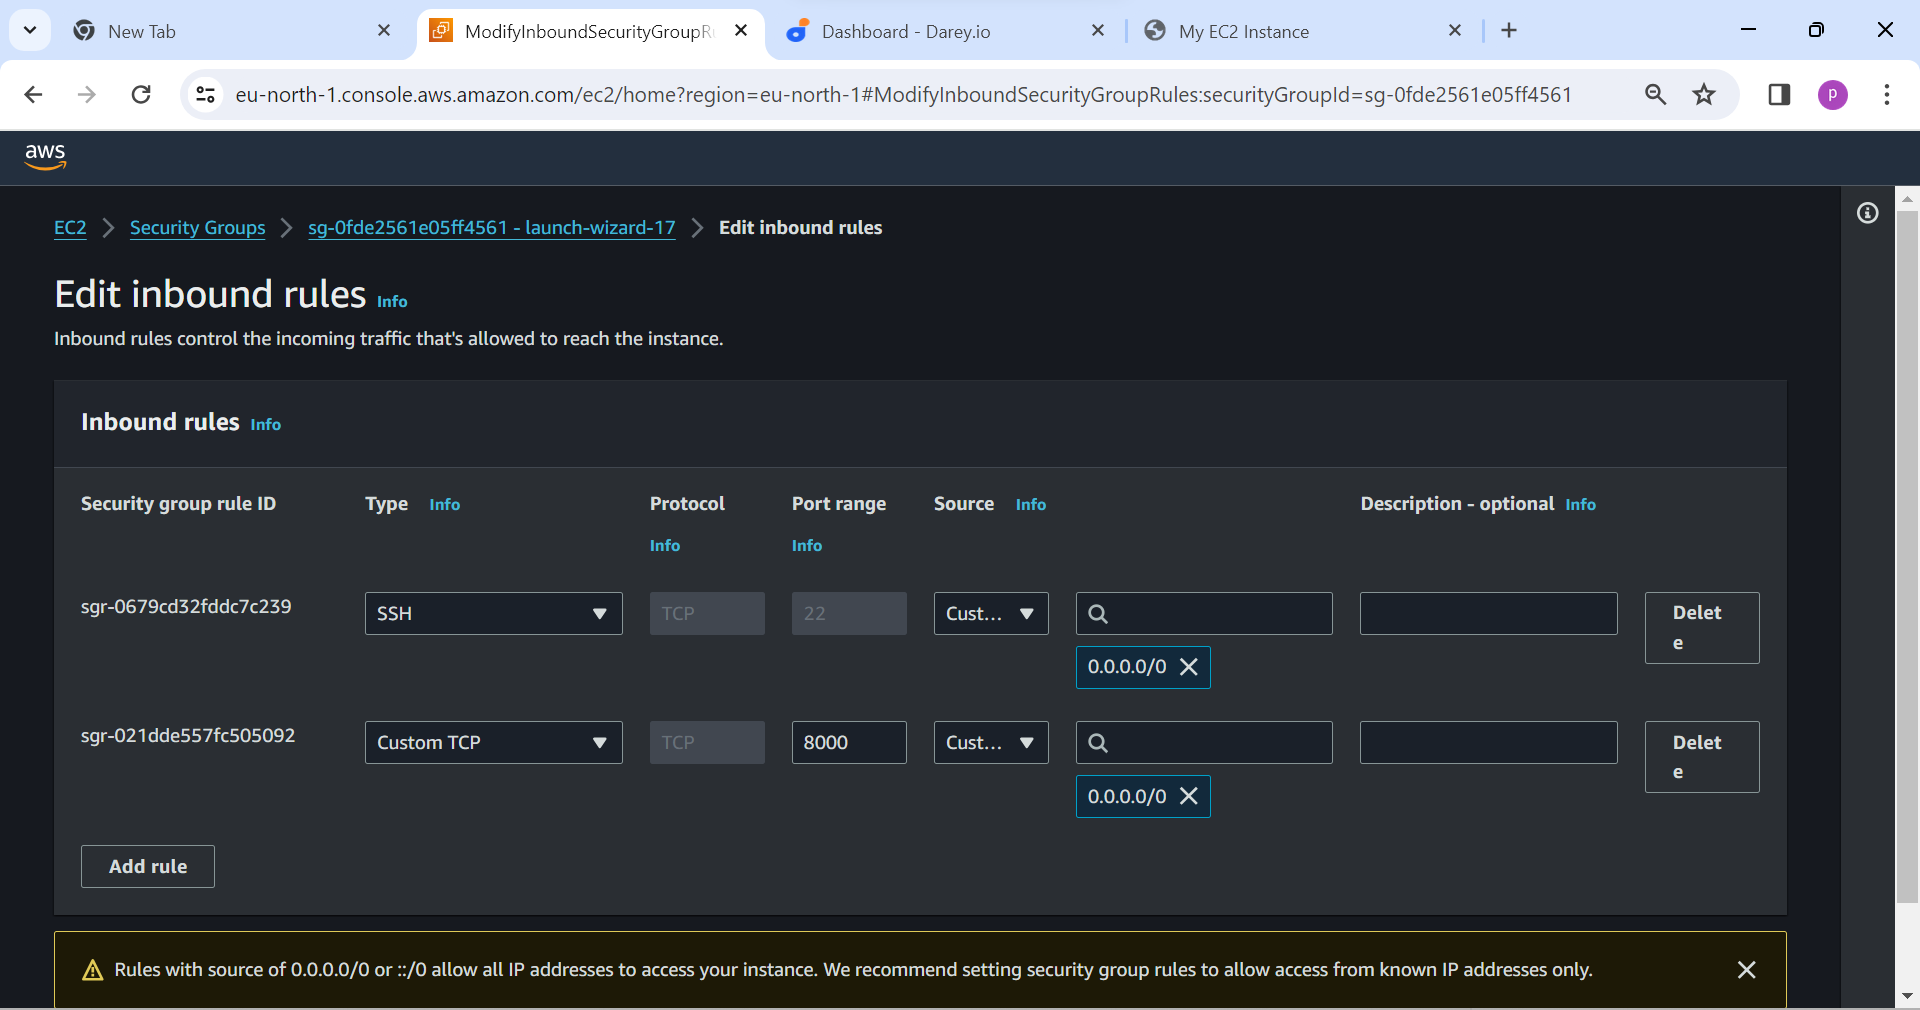 New Tab
ModifyInboundSecurityGroupRu
Dashboard - Darey.io
My EC2 Instance
eu-north-1.console.aws.amazon.com/ec2/home?region=eu-north-1#ModifyInboundSecurityGroupRules:securityGroupId=sg-0fde2561e05ff4561
p
aws
EC2
Security Groups
sg-0fde2561e05ff4561 - launch-wizard-17
Edit inbound rules
Edit inbound rules Info
Inbound rules control the incoming traffic that's allowed to reach the instance.
Inbound rules Info
Security group rule ID
Type Info
Protocol
Info
Port range
Info
Source Info
Description - optional Info
sgr-0679cd32fddc7c239
SSH
TCP
22
Cust...
0.0.0.0/0
Delet
e
sgr-021dde557fc505092
Custom TCP
TCP
8000
Cust...
0.0.0.0/0
Delet
e
Add rule
Rules with source of 0.0.0.0/0 or ::/0 allow all IP addresses to access your instance. We recommend setting security group rules to allow access from known IP addresses only.